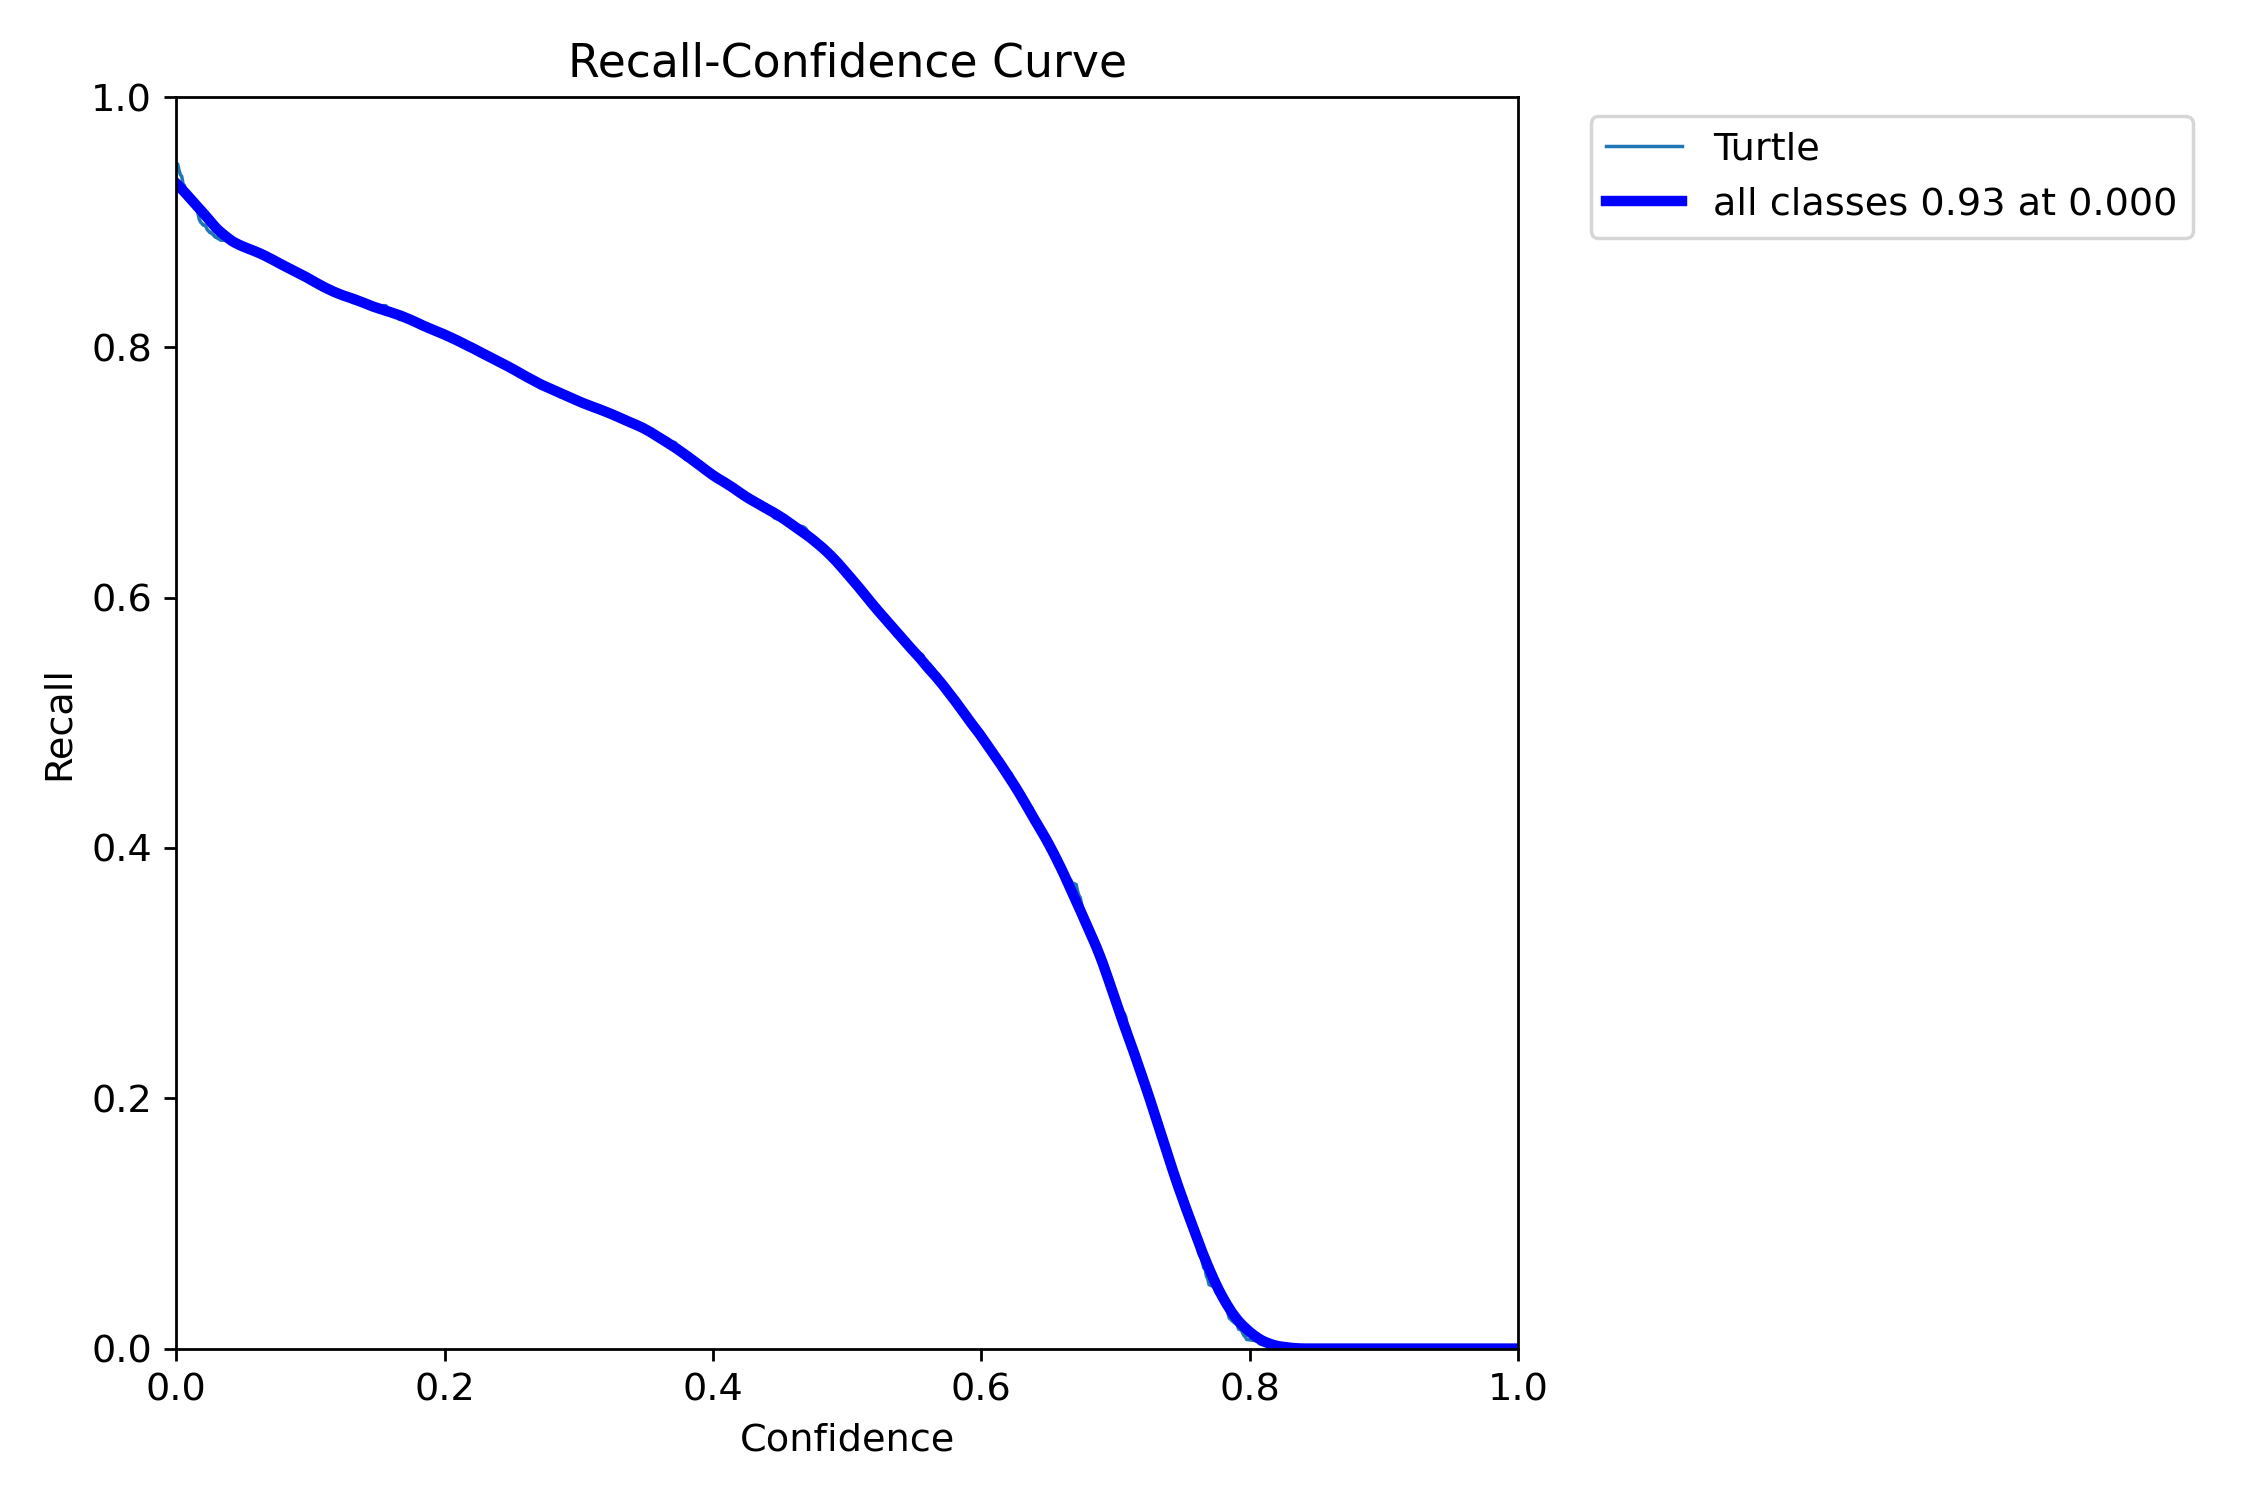 Recall-Confidence Curve
1.0
0.8
0.6
0.4
0.2
0.0
Recall
0.0 0.2 0.4 0.6 0.8 1.0
Confidence
Turtle
all classes 0.93 at 0.000